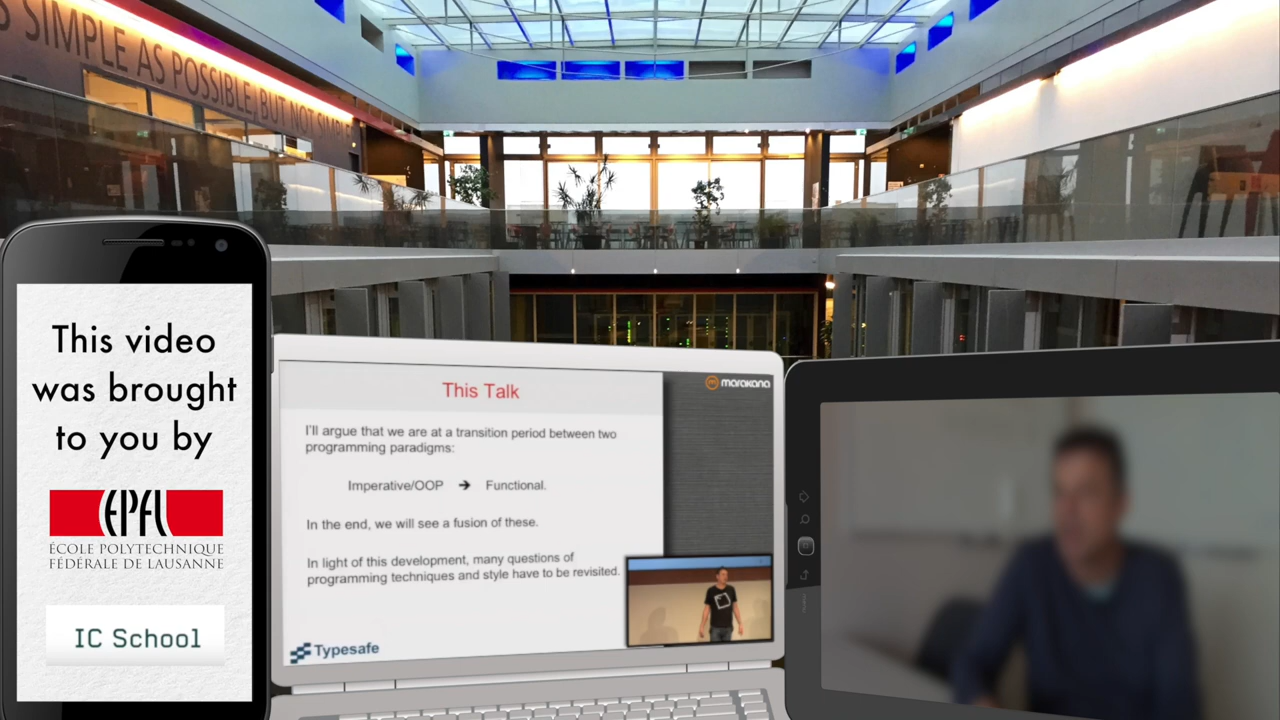 S SIMPLE AS POSSIBLE, BUT NOT SIMPLE
This video
was brought
to you by
EPFL
ÉCOLE POLYTECHNIQUE
FÉDÉRALE DE LAUSANNE
IC School
marakana
This Talk
I'll argue that we are at a transition period between two
programming paradigms:
Imperative/OOP ➔ Functional.
In the end, we will see a fusion of these.
In light of this development, many questions of
programming techniques and style have to be revisited.
Typesafe